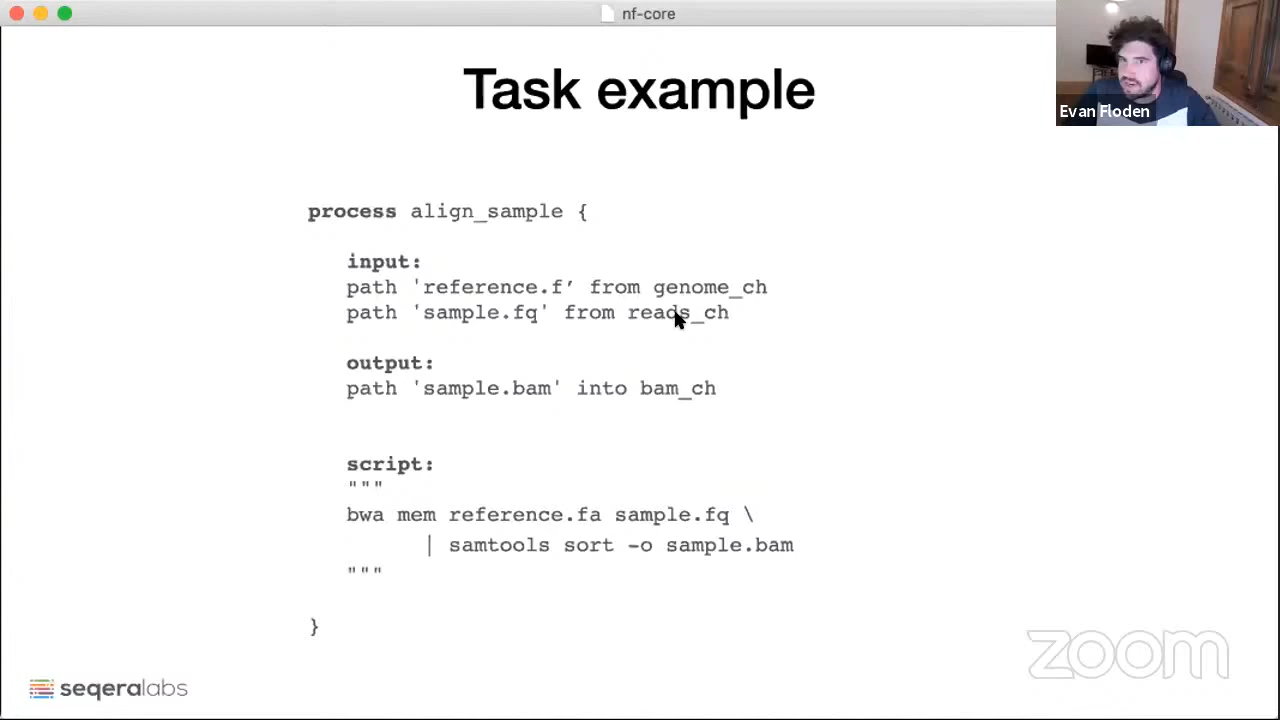 nf-core
Task example
Evan Floden
process align_sample {
input:
path 'reference.f’ from genome_ch
path 'sample.fq' from reads_ch
output:
path 'sample.bam' into bam_ch
script:
"""
bwa mem reference.fa sample.fq \
| samtools sort -o sample.bam
"""
}
zoom
seqeralabs